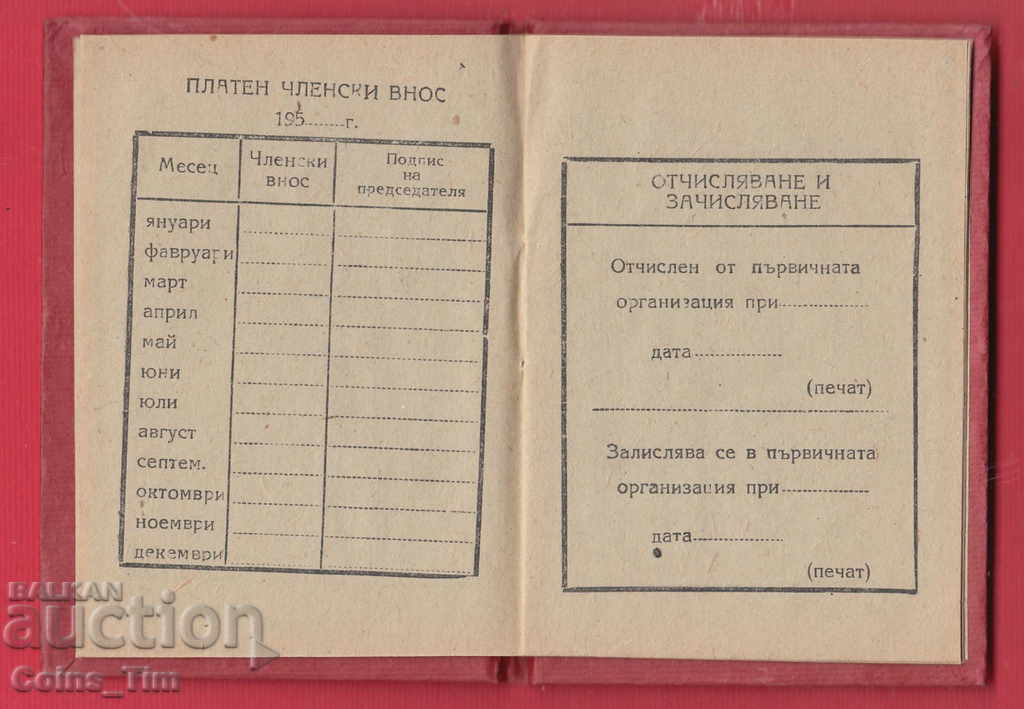 ПЛАТЕН ЧЛЕНСКИ ВНОС
195........г.
Месец
Членски
внос
Подпис
на
председателя
януари
фавруари
март
април
май
юни
юли
август
септем.
октомври
ноември
декември
ОТЧИСЛЯВАНЕ И
ЗАЧИСЛЯВАНЕ
Отчислен от първичната
организация при................
дата................
(печат)
Залислява се в първичната
организация при................
дата................
(печат)
BALKAN
auction
Coins_Tim